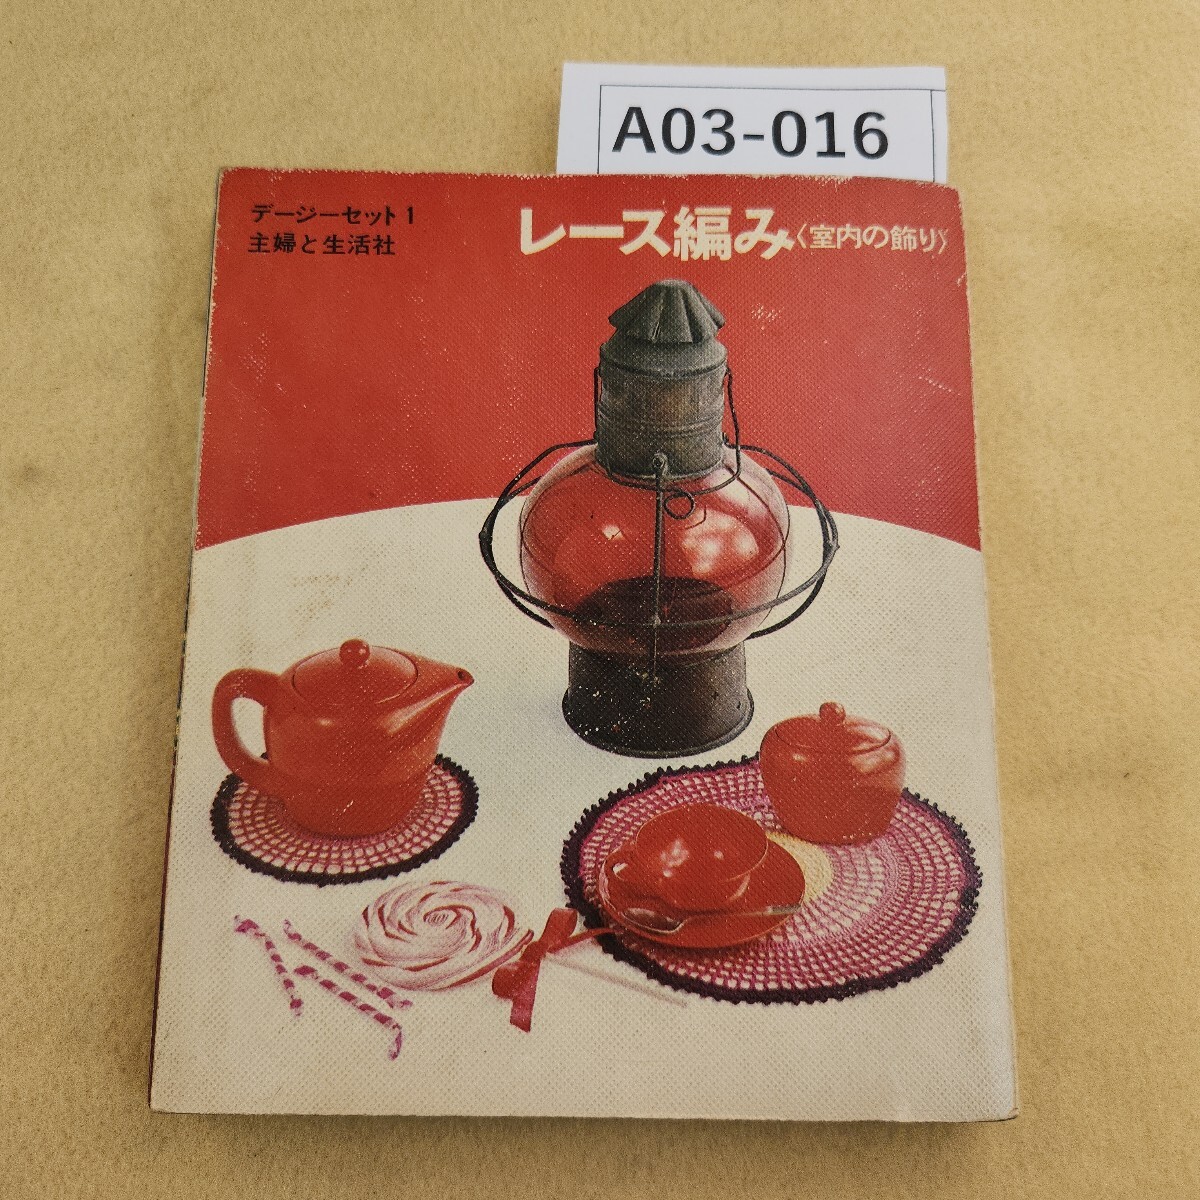 A03-016
デージーセット1
主婦と生活社
レース編み〈室内の飾り〉